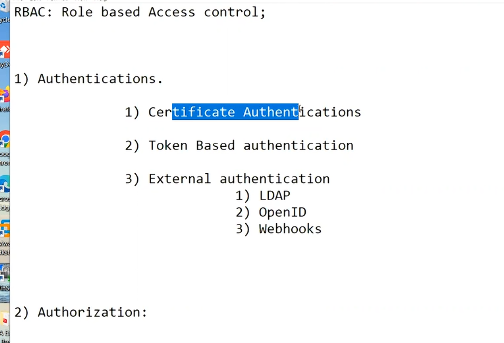 RBAC: Role based Access control;
1) Authentications.
1) Certificate Authentications
2) Token Based authentication
3) External authentication
1) LDAP
2) OpenID
3) Webhooks
2) Authorization: